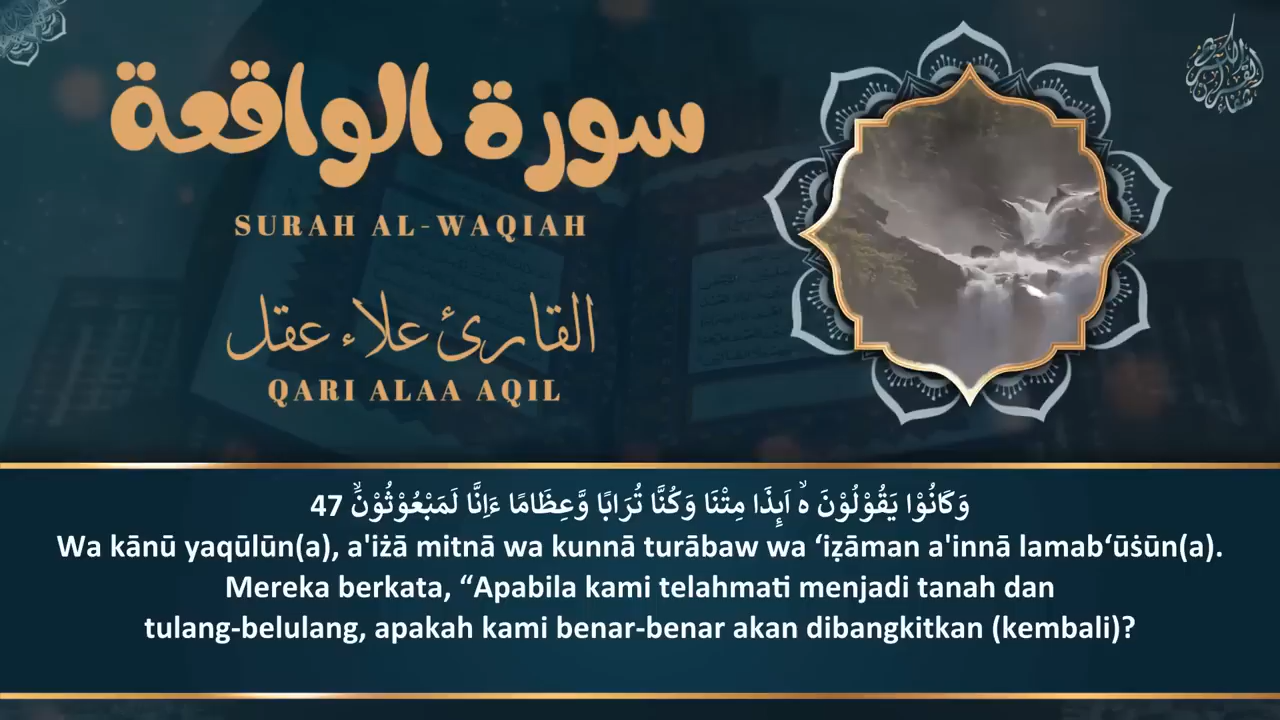 سورة الواقعة
SURAH AL-WAQIAH
القارئ علاء عقل
QARI ALAA AQIL
وَكَانُوْا يَقُوْلُوْنَ ەۙ اَىِٕذَا مِتْنَا وَكُنَّا تُرَابًا وَّعِظَامًا ءَاِنَّا لَمَبْعُوْثُوْنَۙ 47
Wa kānū yaqūlūn(a), a'iżā mitnā wa kunnā turābaw wa ‘iẓāman a'innā lamab‘ūṡūn(a).
Mereka berkata, “Apabila kami telahmati menjadi tanah dan
tulang-belulang, apakah kami benar-benar akan dibangkitkan (kembali)?